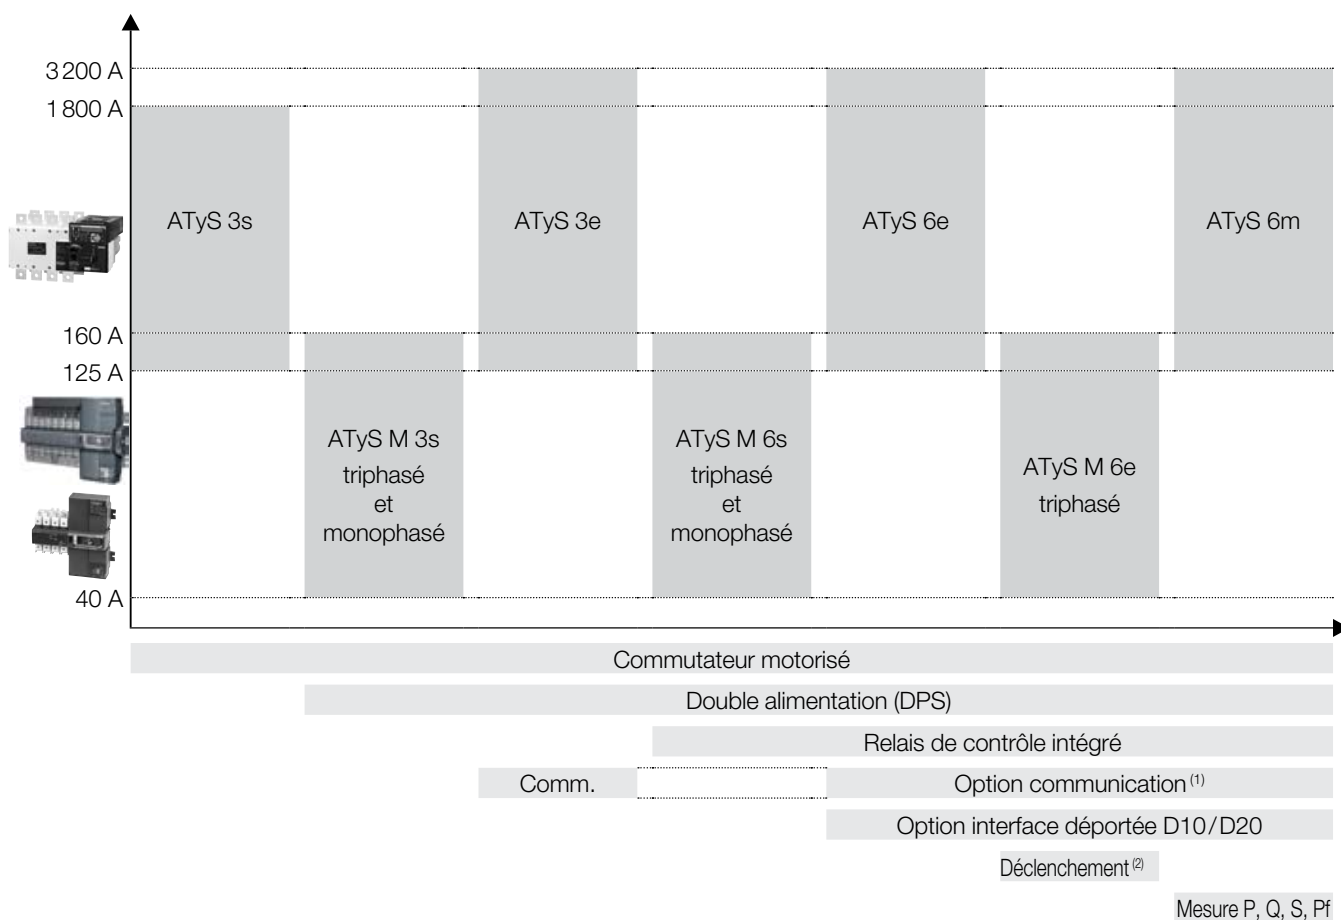 3 200 A
1 800 A
ATyS 3s
ATyS 3e
ATyS 6e
ATyS 6m
160 A
125 A
ATyS M 3s
triphasé
et
monophasé
ATyS M 6s
triphasé
et
monophasé
ATyS M 6e
triphasé
40 A
Commutateur motorisé
Double alimentation (DPS)
Relais de contrôle intégré
Comm.
Option communication (1)
Option interface déportée D10/D20
Déclenchement (2)
Mesure P, Q, S, Pf